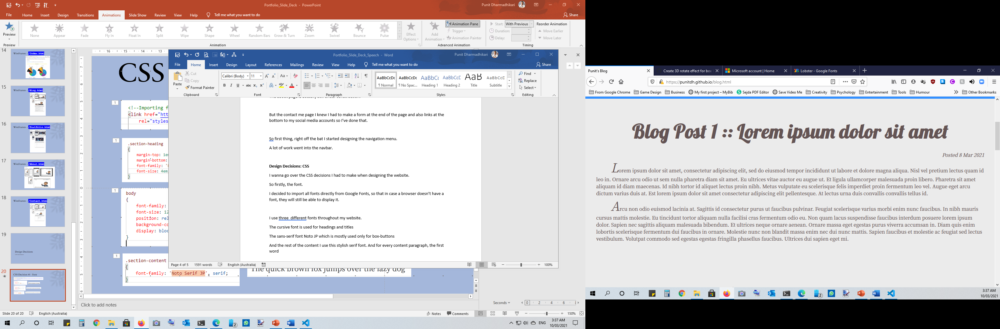 Portfolio_Slide_Deck - PowerPoint
Punit Dharmadhikari
File Home Insert Design Transitions Animations Slide Show Review View Help Tell me what you want to do
Share
Preview
None Appear Fade Fly In Float In Split Wipe Shape Wheel Random Bars Grow & Turn Zoom Swivel Bounce Pulse
Effect Options
Add Animation
Animation Pane
Trigger
Animation Painter
Start: With Previous
Duration:
Delay:
Reorder Animation
Move Earlier
Move Later
Preview Animation Advanced Animation Timing
14
WireFrames - /Index.html
15
WireFrames - /Blog.html
16
WireFrames - /Portfolio.html
17
WireFrames - /About.html
18
WireFrames - /Contact.html
19
Design Decisions
20
CSS Decision #1 - Font
16 15 14 13
CSS
1
<!--Importing f
<link href="htt
rel="styles
1
.section-heading
{
margin-top: 1em
margin-bottom:
font-family: '
font-size: 4em
}
1
body
{
font-family:
font-size: 12
position: rel
background-co
display: bloc
}
1
.section-content
{
font-family: 'Noto Serif JP', serif;
}
The quick brown fox jumps over the lazy dog
Click to add notes
Seconds 0 2 4 6
Slide 20 of 20 English (Australia)
Notes Comments 150%
ENG
3:37 AM
10/03/2021
Portfolio_Slide_Deck_Speech - Word
Punit Dharmadhikari
File Home Insert Design Layout References Mailings Review View Help Tell me what you want to do
Share
Paste
Cut
Copy
Format Painter
Calibri (Body) 11
AaBbCcDc AaBbCcDc AaBbCc AaBbCcC AaB AaBbCcD
¶ Normal ¶ No Spac... Heading 1 Heading 2 Title Subtitle
Find
Replace
Select
Clipboard Font Paragraph Styles Editing
The about page is actually still under construction.
But the contact me page I knew I had to make a form at the end of the page and also links at the
bottom to my social media accounts so I've done that.
So first thing, right off the bat I started designing the navigation menu.
A lot of work went into the navbar.
Design Decisions: CSS
I wanna go over the CSS decisions I had to make when designing the website.
So firstly, the font.
I decided to import all fonts directly from Google Fonts, so that in case a browser doesn't have a
font, they will still be able to display it.
I use three different fonts throughout my website.
The cursive font is used for headings and titles
The sans-serif font Noto JP which is mostly used only for box-buttons
And the rest of the content I use this stylish serif font. And for every content paragraph, the first
word
Page 4 of 5 1591 words English (Australia) 100%
Punit's Blog
Create 3D rotate effect for box
Microsoft account | Home
Lobster - Google Fonts
https://punitdh.github.io/blog.html
From Google Chrome Game Design Business My first project – MyBib Sejda PDF Editor Save Video Me Creativity Psychology Entertainment Tools Humour Other Bookmarks
Blog Post 1 :: Lorem ipsum dolor sit amet
Posted 8 Mar 2021
Lorem ipsum dolor sit amet, consectetur adipiscing elit, sed do eiusmod tempor incididunt ut labore et dolore magna aliqua. Nisl vel pretium lectus quam id
leo in. Ornare arcu odio ut sem nulla pharetra diam sit amet. Eu ultrices vitae auctor eu augue ut. Et ligula ullamcorper malesuada proin libero. Pharetra sit amet
aliquam id diam maecenas. Id nibh tortor id aliquet lectus proin nibh. Metus vulputate eu scelerisque felis imperdiet proin fermentum leo vel. Augue eget arcu
dictum varius duis at. Est lorem ipsum dolor sit amet consectetur adipiscing elit pellentesque. At lectus urna duis convallis convallis tellus id.
Arcu non odio euismod lacinia at. Sagittis id consectetur purus ut faucibus pulvinar. Feugiat scelerisque varius morbi enim nunc faucibus. In nibh mauris
cursus mattis molestie. Eu tincidunt tortor aliquam nulla facilisi cras fermentum odio eu. Non quam lacus suspendisse faucibus interdum posuere lorem ipsum
dolor. Sapien nec sagittis aliquam malesuada bibendum. Et ultrices neque ornare aenean. Ornare massa eget egestas purus viverra accumsan in. Diam quis enim
lobortis scelerisque fermentum dui faucibus in ornare. Molestie nunc non blandit massa enim nec dui nunc mattis. Sapien faucibus et molestie ac feugiat sed lectus
vestibulum. Volutpat commodo sed egestas egestas fringilla phasellus faucibus. Ultrices dui sapien eget mi.
3:37 AM
10/03/2021